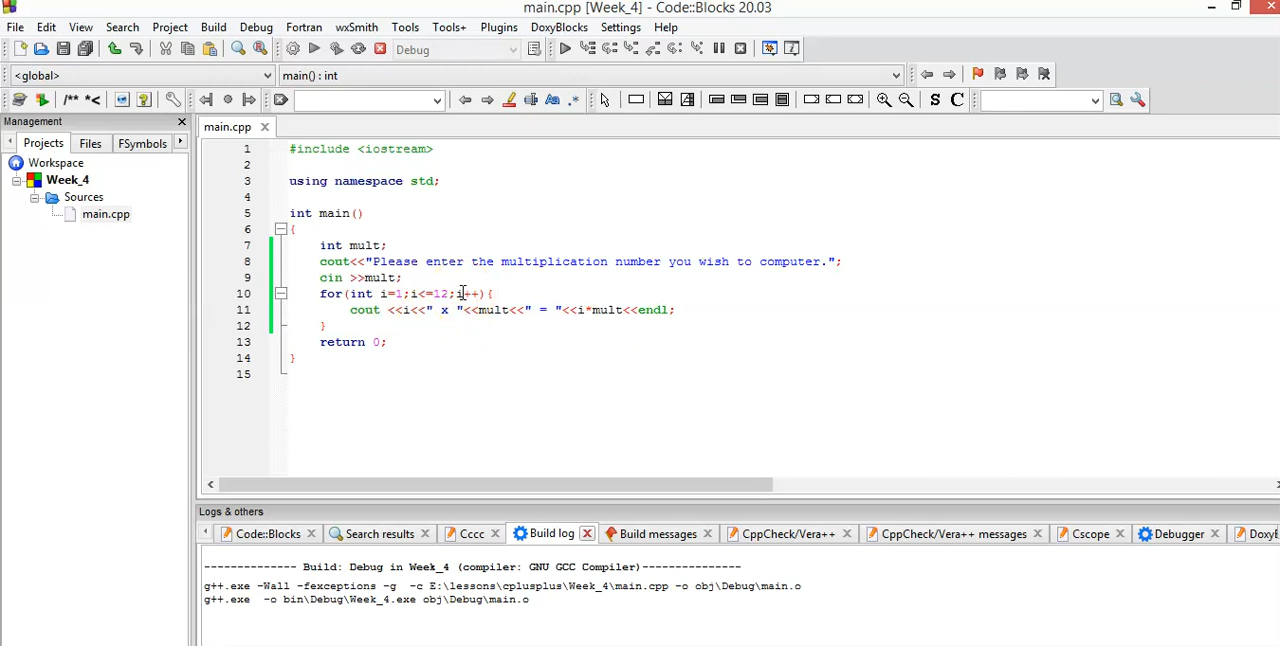 main.cpp [Week_4] - Code::Blocks 20.03
File Edit View Search Project Build Debug Fortran wxSmith Tools Tools+ Plugins DoxyBlocks Settings Help
Debug
<global> main() : int
/** *< .* S C
Management
main.cpp
Projects Files FSymbols
Workspace
Week_4
Sources
main.cpp
1 #include <iostream>
2
3 using namespace std;
4
5 int main()
6 {
7 int mult;
8 cout<<"Please enter the multiplication number you wish to computer.";
9 cin >>mult;
10 for(int i=1;i<=12;i++){
11 cout <<i<<" x "<<mult<<" = "<<i*mult<<endl;
12 }
13 return 0;
14 }
15
Logs & others
Code::Blocks Search results Cccc Build log Build messages CppCheck/Vera++ CppCheck/Vera++ messages Cscope Debugger DoxyB
-------------- Build: Debug in Week_4 (compiler: GNU GCC Compiler)---------------
g++.exe -Wall -fexceptions -g -c E:\lessons\cplusplus\Week_4\main.cpp -o obj\Debug\main.o
g++.exe -o bin\Debug\Week_4.exe obj\Debug\main.o